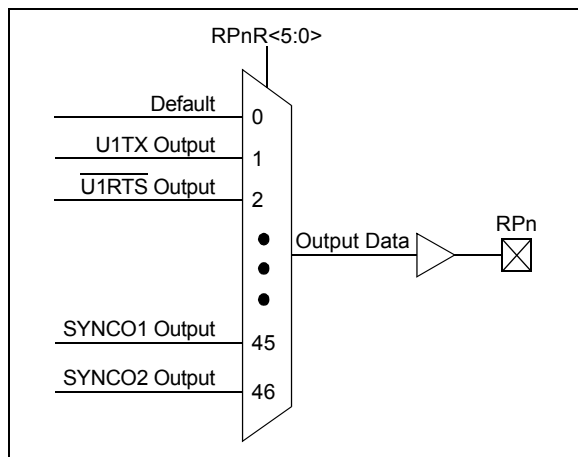 RPnR<5:0>
Default
0
U1TX Output
1
U1RTS Output
2
RPn
Output Data
SYNCO1 Output
45
SYNCO2 Output
46